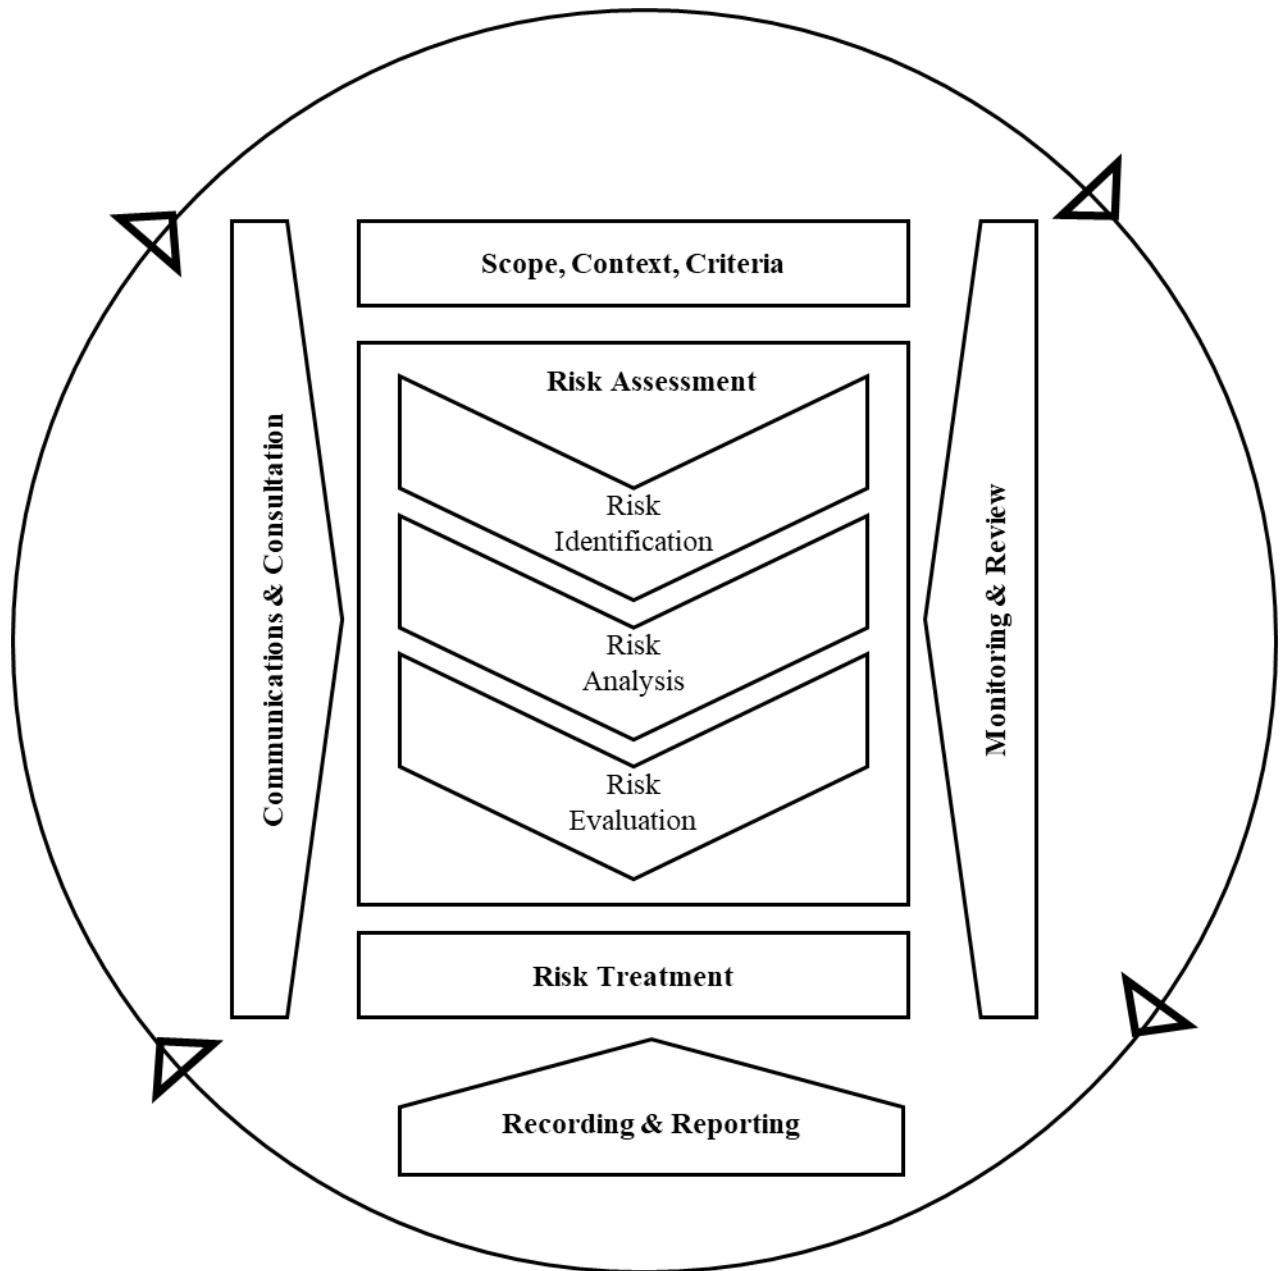 Scope, Context, Criteria
Risk Assessment
Risk
Identification
Risk
Analysis
Risk
Evaluation
Communications & Consultation
Monitoring & Review
Risk Treatment
Recording & Reporting